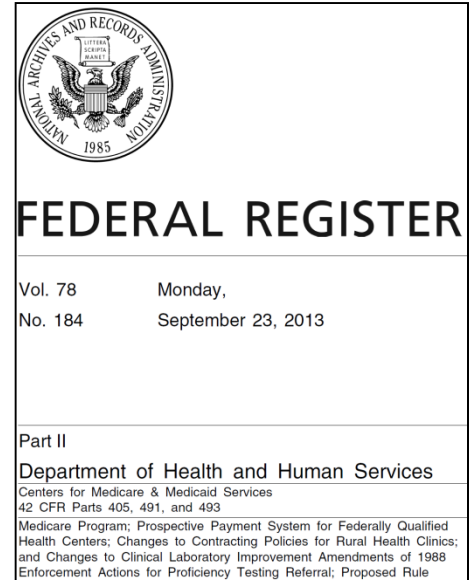 NATIONAL ARCHIVES AND RECORDS ADMINISTRATION
LITTERA
SCRIPTA
MANET
1985
FEDERAL REGISTER
Vol. 78 Monday,
No. 184 September 23, 2013
Part II
Department of Health and Human Services
Centers for Medicare & Medicaid Services
42 CFR Parts 405, 491, and 493
Medicare Program; Prospective Payment System for Federally Qualified
Health Centers; Changes to Contracting Policies for Rural Health Clinics;
and Changes to Clinical Laboratory Improvement Amendments of 1988
Enforcement Actions for Proficiency Testing Referral; Proposed Rule